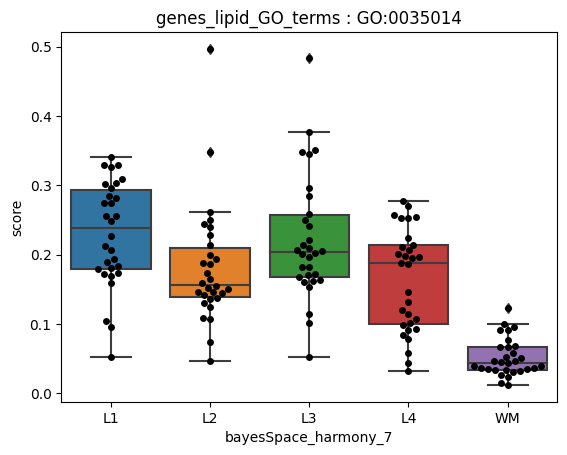 genes_lipid_GO_terms : GO:0035014
score
0.5
0.4
0.3
0.2
0.1
0.0
L1 L2 L3 L4 WM
bayesSpace_harmony_7